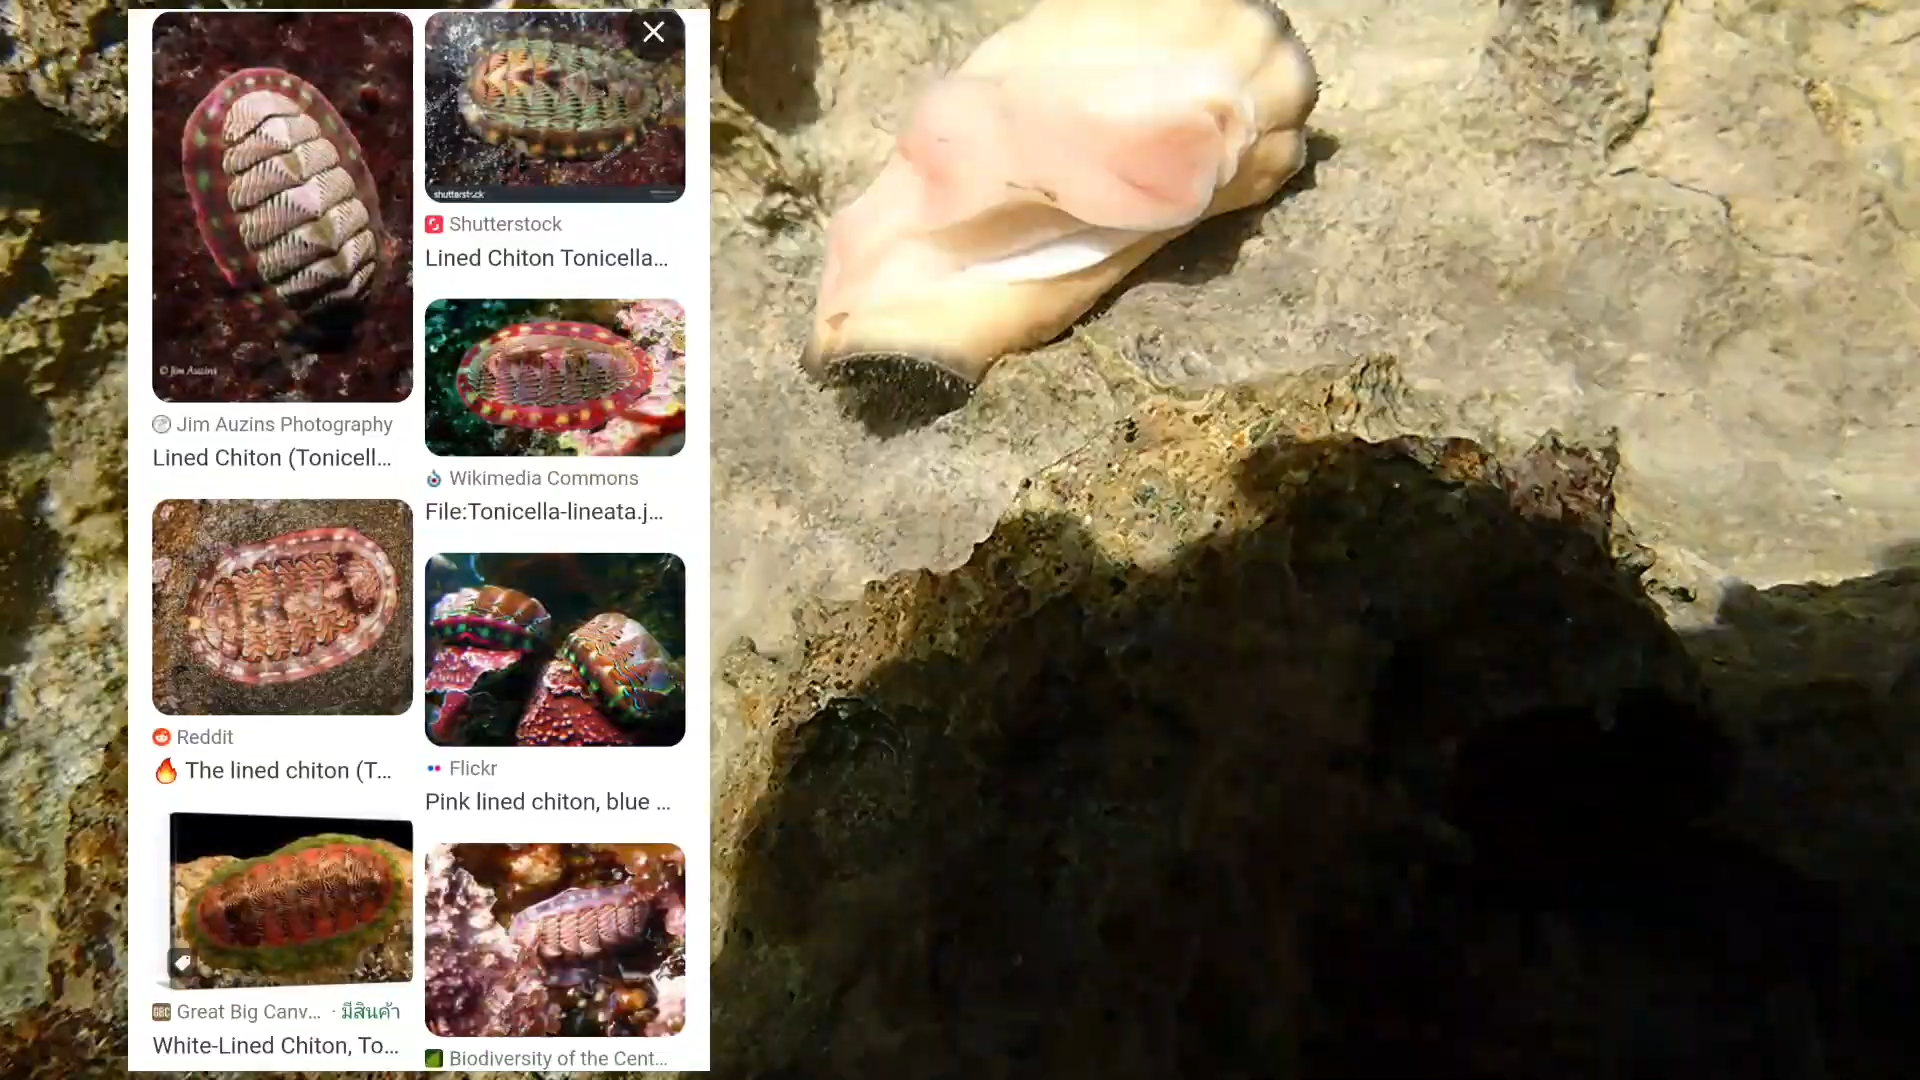 © Jim Auzins
Jim Auzins Photography
Lined Chiton (Tonicell...
Reddit
🔥 The lined chiton (T...
GBC Great Big Canv... · มีสินค้า
White-Lined Chiton, To...
shutterstock
Shutterstock
Lined Chiton Tonicella...
Wikimedia Commons
File:Tonicella-lineata.j...
Flickr
Pink lined chiton, blue ...
Biodiversity of the Cent...